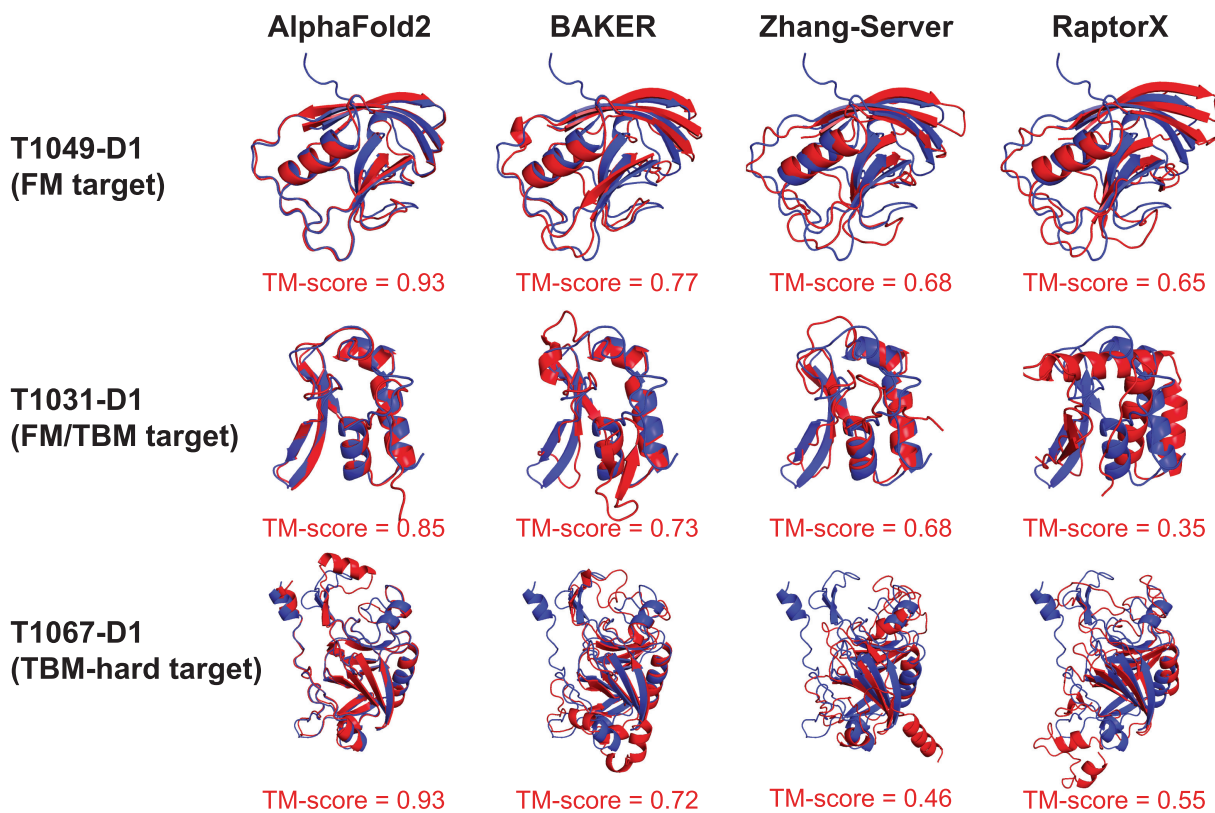 AlphaFold2 BAKER Zhang-Server RaptorX
T1049-D1
(FM target)
TM-score = 0.93 TM-score = 0.77 TM-score = 0.68 TM-score = 0.65
T1031-D1
(FM/TBM target)
TM-score = 0.85 TM-score = 0.73 TM-score = 0.68 TM-score = 0.35
T1067-D1
(TBM-hard target)
TM-score = 0.93 TM-score = 0.72 TM-score = 0.46 TM-score = 0.55